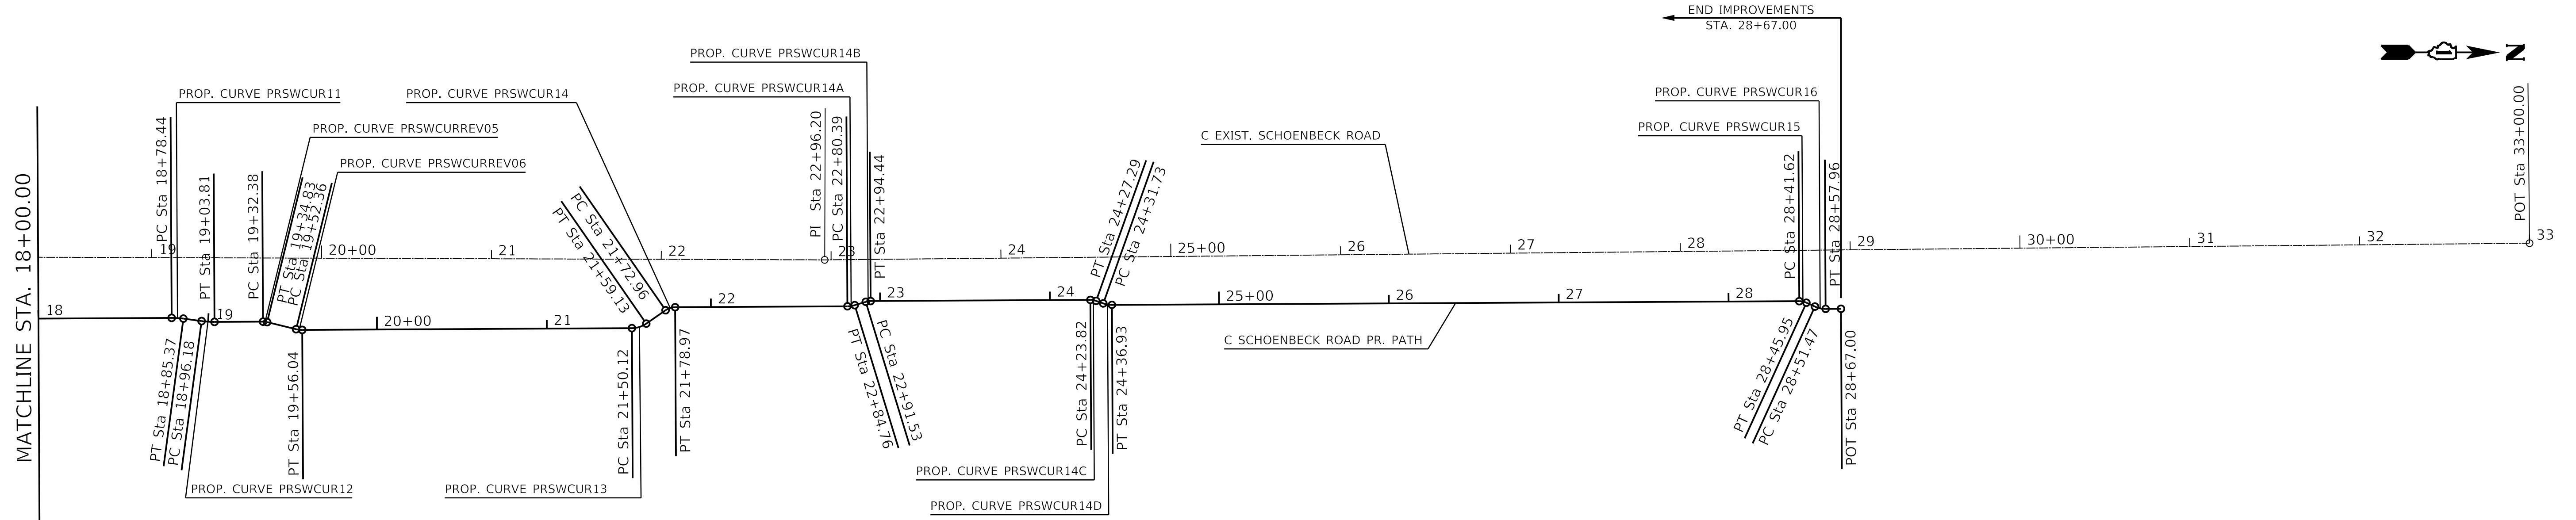 END IMPROVEMENTS
STA. 28+67.00
PROP. CURVE PRSWCUR14B
PROP. CURVE PRSWCUR14A
PROP. CURVE PRSWCUR11
PROP. CURVE PRSWCUR14
PROP. CURVE PRSWCURREV05
PROP. CURVE PRSWCURREV06
C EXIST. SCHOENBECK ROAD
PROP. CURVE PRSWCUR16
PROP. CURVE PRSWCUR15
N
MATCHLINE STA. 18+00.00
PC Sta 18+78.44
PT Sta 19+03.81
PC Sta 19+32.38
PT Sta 19+34.83
PC Sta 19+52.36
PC Sta 21+72.96
PT Sta 21+59.13
PI Sta 22+96.20
PC Sta 22+80.39
PT Sta 22+94.44
PT Sta 24+27.29
PC Sta 24+31.73
PC Sta 28+41.62
PT Sta 28+57.96
POT Sta 33+00.00
19
20+00
21
22
23
24
25+00
26
27
28
29
30+00
31
32
33
18
19
20+00
21
22
23
24
25+00
26
27
28
PT Sta 18+85.37
PC Sta 18+96.18
PT Sta 19+56.04
PC Sta 21+50.12
PT Sta 21+78.97
PT Sta 22+84.76
PC Sta 22+91.53
PC Sta 24+23.82
PT Sta 24+36.93
C SCHOENBECK ROAD PR. PATH
PT Sta 28+45.95
PC Sta 28+51.47
POT Sta 28+67.00
PROP. CURVE PRSWCUR12
PROP. CURVE PRSWCUR13
PROP. CURVE PRSWCUR14C
PROP. CURVE PRSWCUR14D